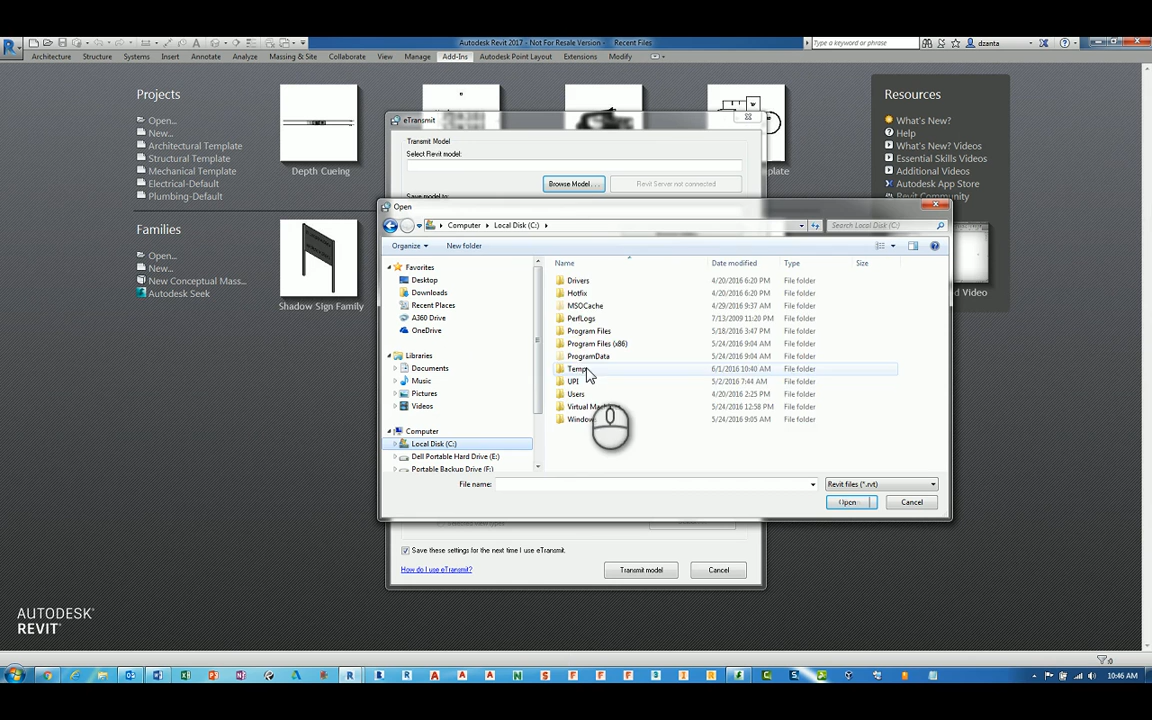 Autodesk Revit 2017 - Not For Resale Version - Recent Files
Type a keyword or phrase
dzanta
Architecture Structure Systems Insert Annotate Analyze Massing & Site Collaborate View Manage Add-Ins Autodesk Point Layout Extensions Modify
Projects
Open...
New...
Architectural Template
Structural Template
Mechanical Template
Electrical-Default
Plumbing-Default
Depth Cueing
Families
Open...
New...
New Conceptual Mass...
Autodesk Seek
Shadow Sign Family
Resources
What's New?
Help
What's New? Videos
Essential Skills Videos
Additional Videos
Autodesk App Store
Revit Community
eTransmit
Transmit Model
Select Revit model:
Browse Model...
Revit Server not connected
Save model to:
Open
Computer
Local Disk (C:)
Search Local Disk (C:)
Organize
New folder
Favorites
Desktop
Downloads
Recent Places
A360 Drive
OneDrive
Libraries
Documents
Music
Pictures
Videos
Computer
Local Disk (C:)
Dell Portable Hard Drive (E:)
Portable Backup Drive (F:)
Name Date modified Type Size
Drivers 4/20/2016 6:20 PM File folder
Hotfix 4/20/2016 6:20 PM File folder
MSOCache 4/29/2016 9:37 AM File folder
PerfLogs 7/13/2009 11:20 PM File folder
Program Files 5/18/2016 3:47 PM File folder
Program Files (x86) 5/24/2016 9:04 AM File folder
ProgramData 5/24/2016 9:04 AM File folder
Temp 6/1/2016 10:40 AM File folder
UPI 5/2/2016 7:44 AM File folder
Users 4/20/2016 2:25 PM File folder
Virtual 5/24/2016 12:58 PM File folder
Window 5/24/2016 9:05 AM File folder
File name:
Revit files (*.rvt)
Open
Cancel
Save these settings for the next time I use eTransmit.
How do I use eTransmit?
Transmit model
Cancel
AUTODESK
REVIT
:0
10:46 AM